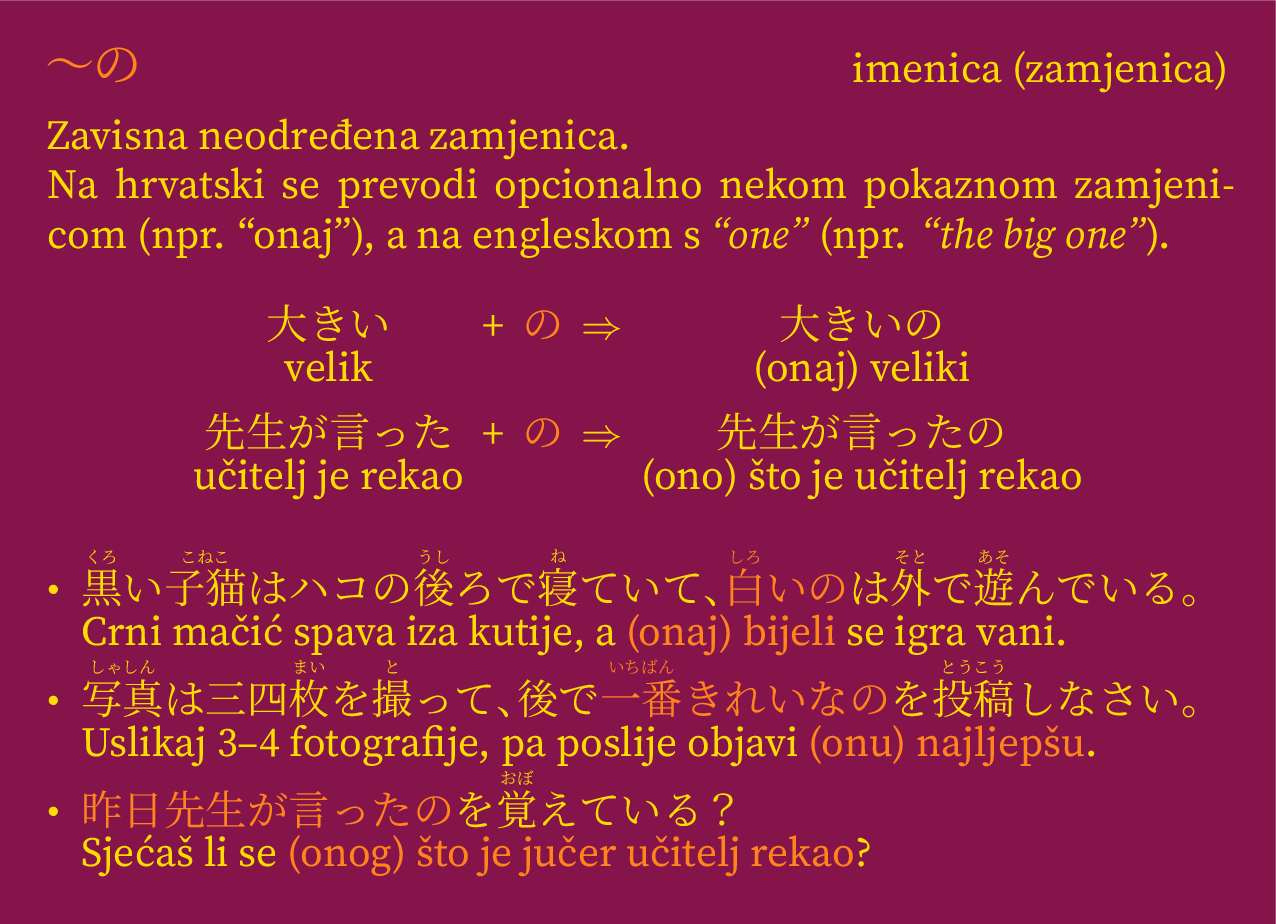 〜の
imenica (zamjenica)
Zavisna neodređena zamjenica.
Na hrvatski se prevodi opcionalno nekom pokaznom zamjeni-
com (npr. “onaj”), a na engleskom s “one” (npr. “the big one”).
大きい + の ⇒ 大きいの
velik (onaj) veliki
先生が言った + の ⇒ 先生が言ったの
učitelj je rekao (ono) što je učitelj rekao
くろ こねこ うし ね しろ そと あそ
• 黒い子猫はハコの後ろで寝ていて、白いのは外で遊んでいる。
Crni mačić spava iza kutije, a (onaj) bijeli se igra vani.
しゃしん まい と いちばん とうこう
• 写真は三四枚を撮って、後で一番きれいなのを投稿しなさい。
Uslikaj 3–4 fotografije, pa poslije objavi (onu) najljepšu.
おぼ
• 昨日先生が言ったのを覚えている？
Sjećaš li se (onog) što je jučer učitelj rekao?